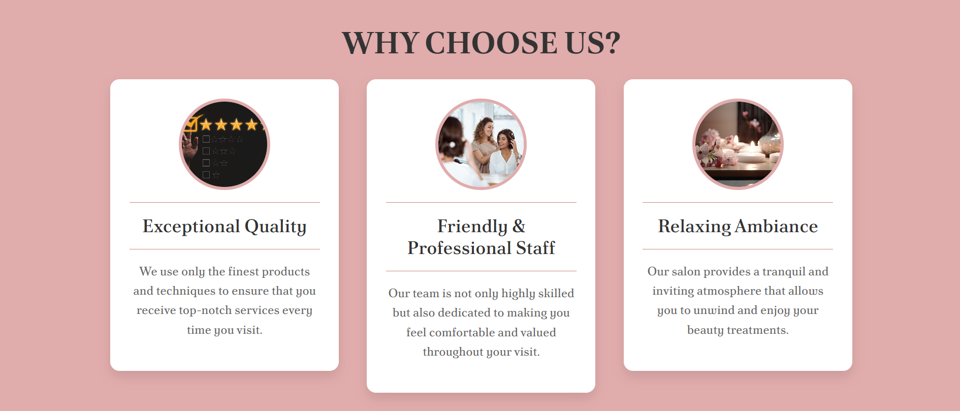 WHY CHOOSE US?
Exceptional Quality
We use only the finest products
and techniques to ensure that you
receive top-notch services every
time you visit.
Friendly &
Professional Staff
Our team is not only highly skilled
but also dedicated to making you
feel comfortable and valued
throughout your visit.
Relaxing Ambiance
Our salon provides a tranquil and
inviting atmosphere that allows
you to unwind and enjoy your
beauty treatments.